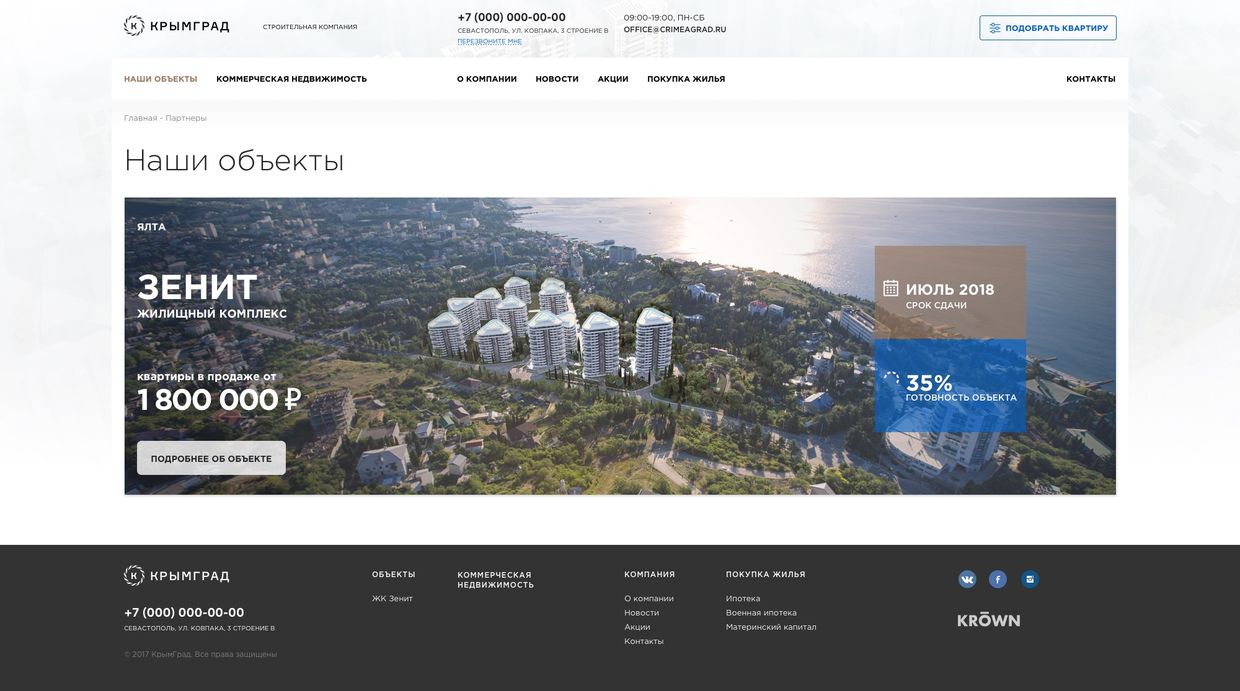 КРЫМГРАД
СТРОИТЕЛЬНАЯ КОМПАНИЯ
+7 (000) 000-00-00
СЕВАСТОПОЛЬ, УЛ. КОВПАКА, 3 СТРОЕНИЕ В
ПЕРЕЗВОНИТЕ МНЕ
09:00-19:00, ПН-СБ
OFFICE@CRIMEAGRAD.RU
ПОДОБРАТЬ КВАРТИРУ
НАШИ ОБЪЕКТЫ
КОММЕРЧЕСКАЯ НЕДВИЖИМОСТЬ
О КОМПАНИИ
НОВОСТИ
АКЦИИ
ПОКУПКА ЖИЛЬЯ
КОНТАКТЫ
Главная - Партнеры
Наши объекты
ЯЛТА
ЗЕНИТ
ЖИЛИЩНЫЙ КОМПЛЕКС
квартиры в продаже от
1 800 000 ₽
ПОДРОБНЕЕ ОБ ОБЪЕКТЕ
ИЮЛЬ 2018
СРОК СДАЧИ
35%
ГОТОВНОСТЬ ОБЪЕКТА
КРЫМГРАД
+7 (000) 000-00-00
СЕВАСТОПОЛЬ, УЛ. КОВПАКА, 3 СТРОЕНИЕ В
© 2017 КрымГрад. Все права защищены
ОБЪЕКТЫ
ЖК Зенит
КОММЕРЧЕСКАЯ
НЕДВИЖИМОСТЬ
КОМПАНИЯ
О компании
Новости
Акции
Контакты
ПОКУПКА ЖИЛЬЯ
Ипотека
Военная ипотека
Материнский капитал
KRŌWN